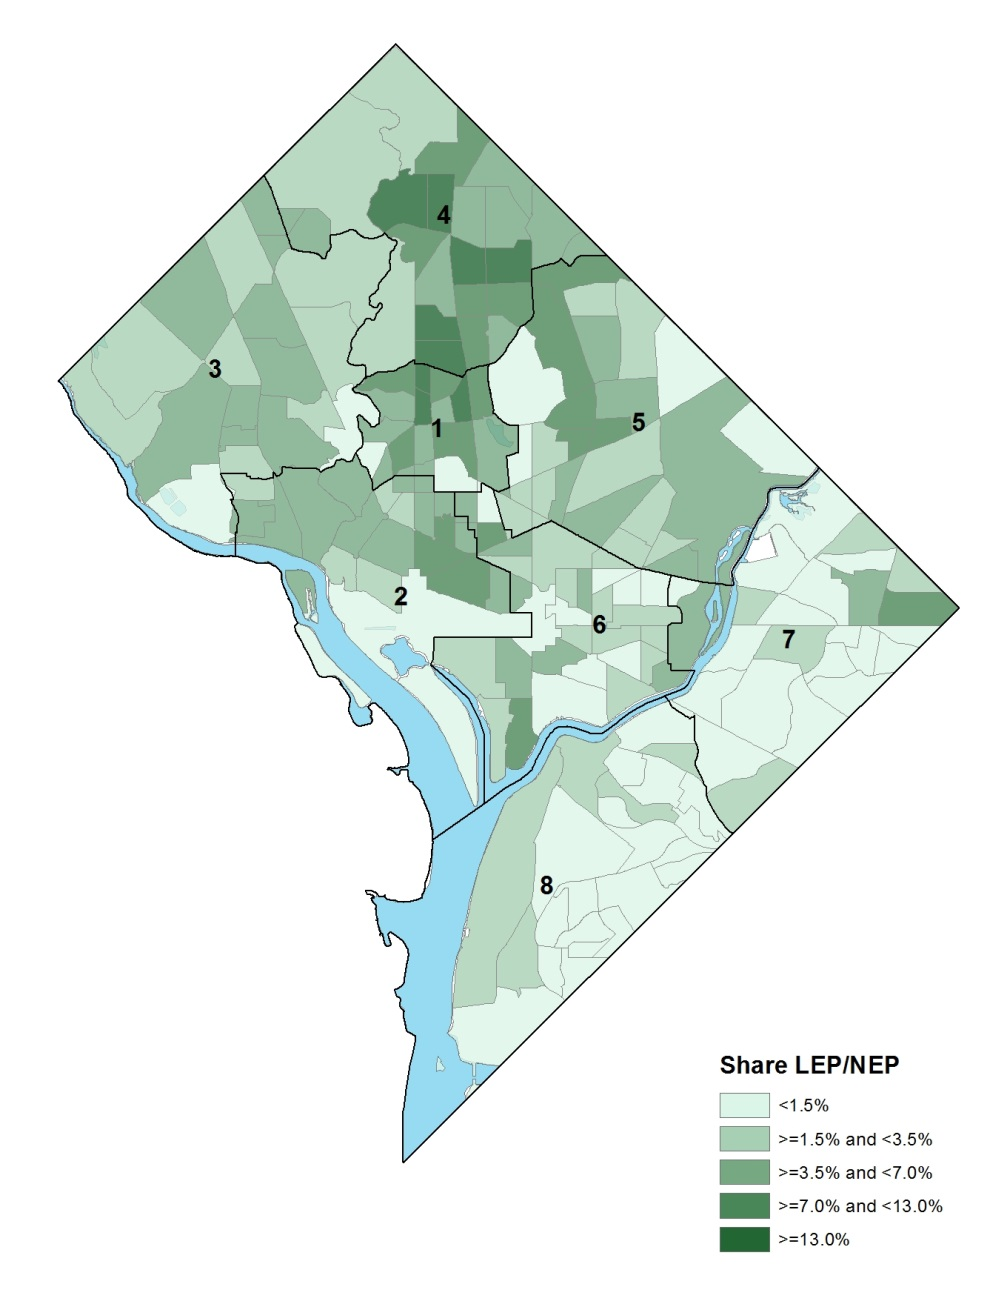 4
3
1
5
2
6
7
8
Share LEP/NEP
<1.5%
>=1.5% and <3.5%
>=3.5% and <7.0%
>=7.0% and <13.0%
>=13.0%